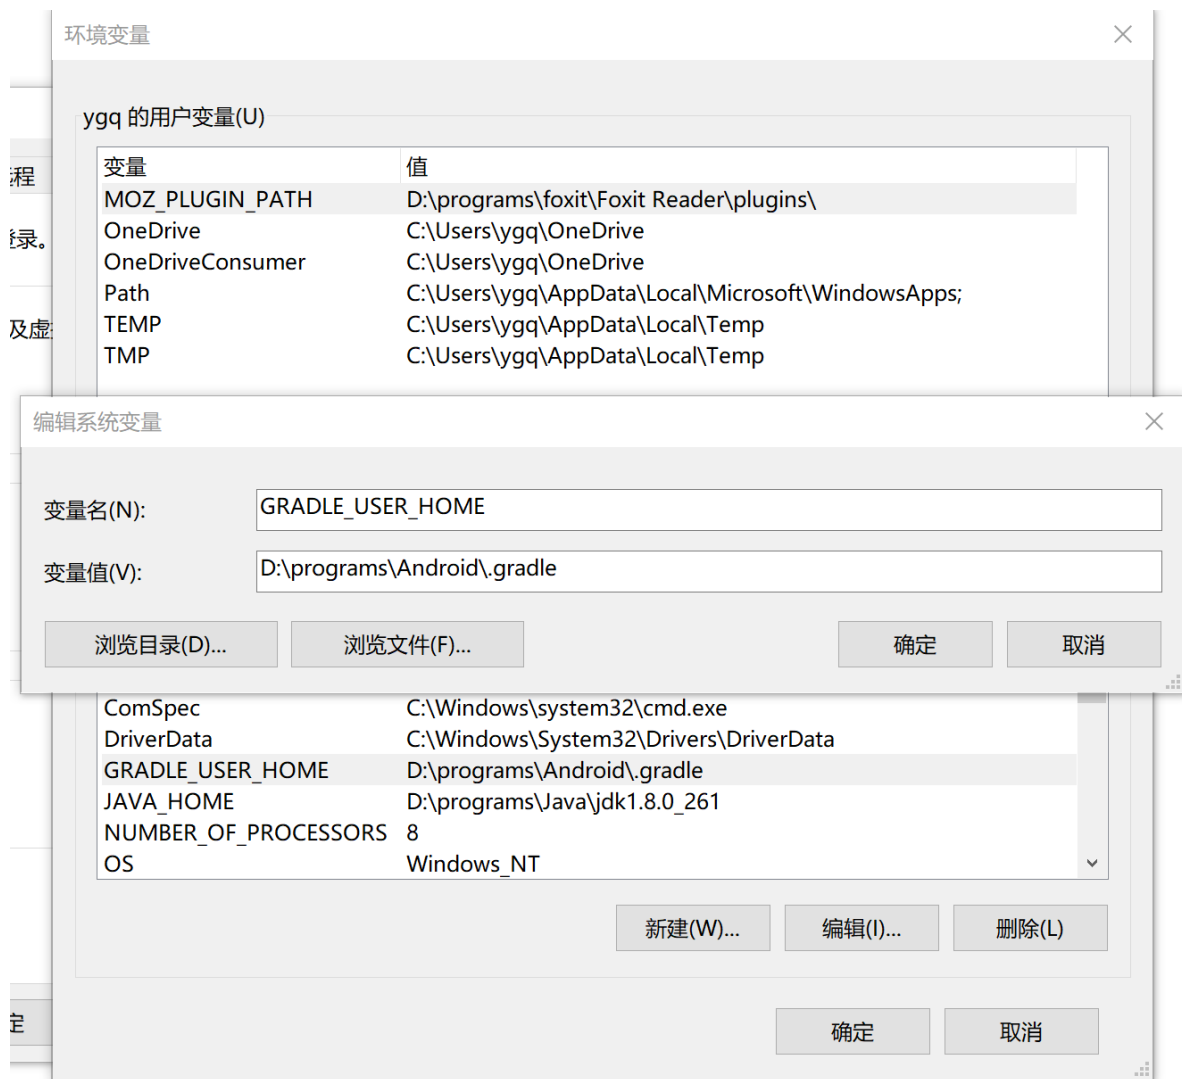 环境变量
ygq 的用户变量(U)
变量 值
MOZ_PLUGIN_PATH D:\programs\foxit\Foxit Reader\plugins\
OneDrive C:\Users\ygq\OneDrive
OneDriveConsumer C:\Users\ygq\OneDrive
Path C:\Users\ygq\AppData\Local\Microsoft\WindowsApps;
TEMP C:\Users\ygq\AppData\Local\Temp
TMP C:\Users\ygq\AppData\Local\Temp
程
录。
及虚
编辑系统变量
变量名(N): GRADLE_USER_HOME
变量值(V): D:\programs\Android\.gradle
浏览目录(D)... 浏览文件(F)... 确定 取消
ComSpec C:\Windows\system32\cmd.exe
DriverData C:\Windows\System32\Drivers\DriverData
GRADLE_USER_HOME D:\programs\Android\.gradle
JAVA_HOME D:\programs\Java\jdk1.8.0_261
NUMBER_OF_PROCESSORS 8
OS Windows_NT
新建(W)... 编辑(I)... 删除(L)
定
确定 取消